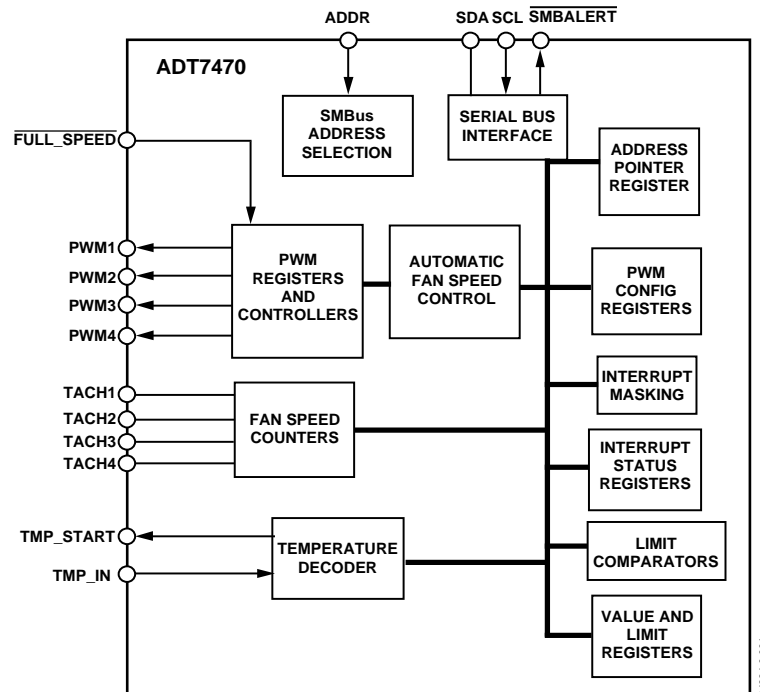 ADDR
SDA SCL SMBALERT
ADT7470
SMBus
ADDRESS
SELECTION
SERIAL BUS
INTERFACE
FULL_SPEED
ADDRESS
POINTER
REGISTER
PWM1
PWM2
PWM3
PWM4
PWM
REGISTERS
AND
CONTROLLERS
AUTOMATIC
FAN SPEED
CONTROL
PWM
CONFIG
REGISTERS
TACH1
TACH2
TACH3
TACH4
FAN SPEED
COUNTERS
INTERRUPT
MASKING
INTERRUPT
STATUS
REGISTERS
TMP_START
TMP_IN
TEMPERATURE
DECODER
LIMIT
COMPARATORS
VALUE AND
LIMIT
REGISTERS